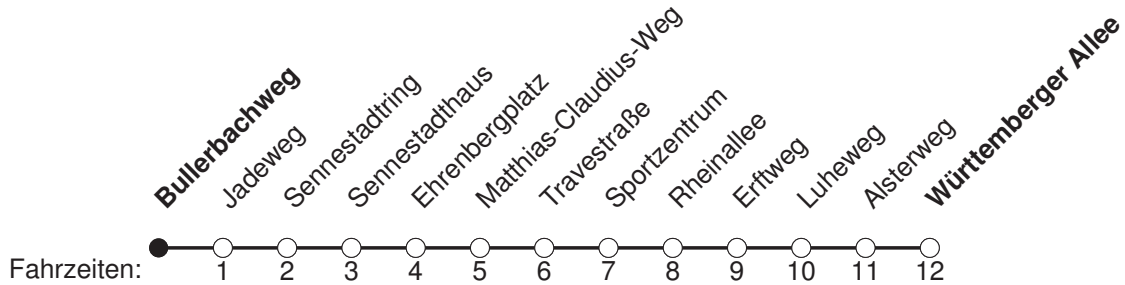 Bullerbachweg
Jadeweg
Sennestadtring
Sennestadthaus
Ehrenbergplatz
Matthias-Claudius-Weg
Travestraße
Sportzentrum
Rheinallee
Erftweg
Luheweg
Alsterweg
Württemberger Allee
Fahrzeiten: 1 2 3 4 5 6 7 8 9 10 11 12